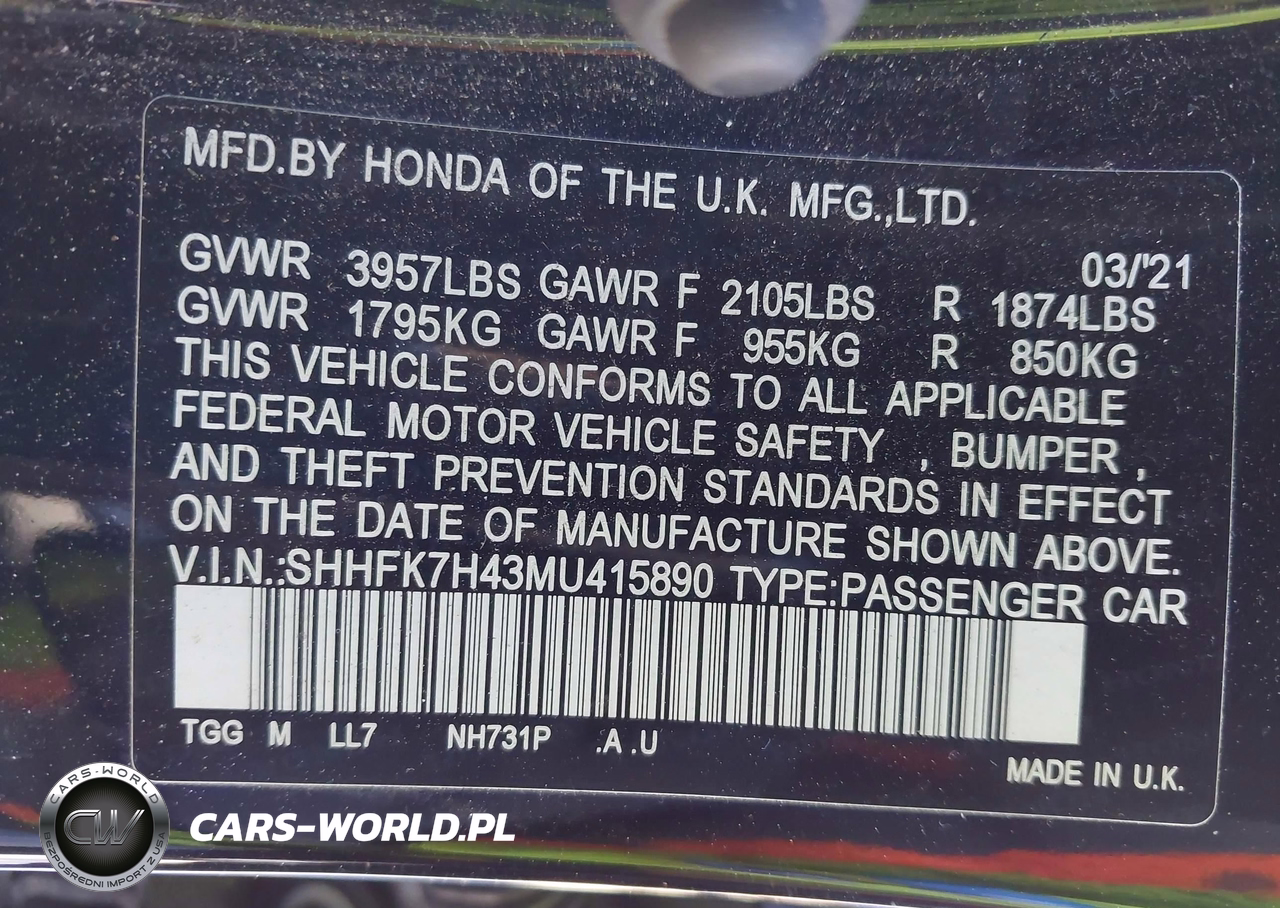 MFD.BY HONDA OF THE U.K. MFG.,LTD.
03/'21
GVWR 3957LBS GAWR F 2105LBS R 1874LBS
GVWR 1795KG GAWR F 955KG R 850KG
THIS VEHICLE CONFORMS TO ALL APPLICABLE
FEDERAL MOTOR VEHICLE SAFETY , BUMPER ,
AND THEFT PREVENTION STANDARDS IN EFFECT
ON THE DATE OF MANUFACTURE SHOWN ABOVE.
V.I.N.:SHHFK7H43MU415890 TYPE:PASSENGER CAR
TGG M LL7 NH731P .A .U
MADE IN U.K.
CARS-WORLD
CW
BEZPOŚREDNI IMPORT Z USA
CARS-WORLD.PL